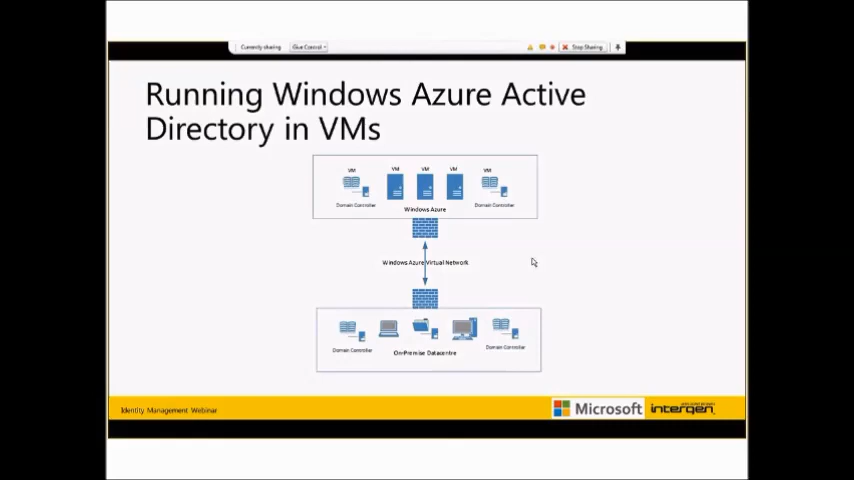 Currently sharing Give Control Stop Sharing
Running Windows Azure Active
Directory in VMs
VM VM VM VM VM
Domain Controller Domain Controller
Windows Azure
Windows Azure Virtual Network
Domain Controller Domain Controller
On-Premise Datacentre
Identity Management Webinar
Microsoft intergen